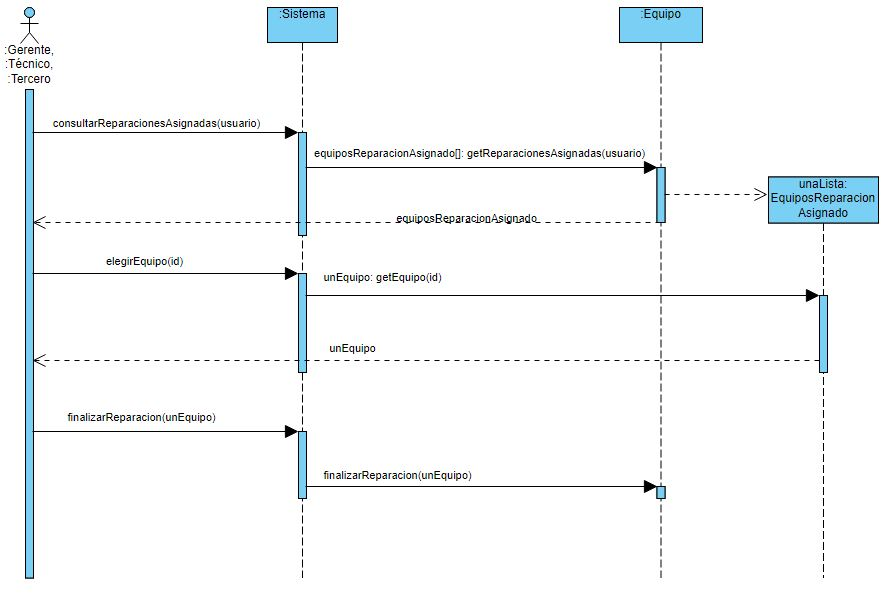 :Sistema
:Equipo
:Gerente,
:Técnico,
:Tercero
consultarReparacionesAsignadas(usuario)
equiposReparacionAsignado[]: getReparacionesAsignadas(usuario)
unaLista:
EquiposReparacion
Asignado
equiposReparacionAsignado
elegirEquipo(id)
unEquipo: getEquipo(id)
unEquipo
finalizarReparacion(unEquipo)
finalizarReparacion(unEquipo)